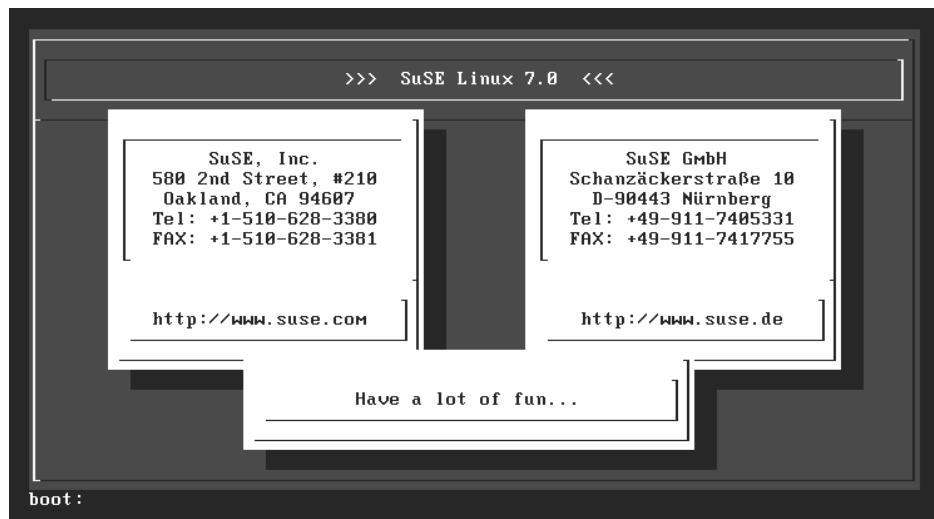 >>> SuSE Linux 7.0 <<<
SuSE, Inc.
580 2nd Street, #210
Oakland, CA 94607
Tel: +1-510-628-3380
FAX: +1-510-628-3381
http://www.suse.com
SuSE GmbH
Schanzäckerstraße 10
D-90443 Nürnberg
Tel: +49-911-7405331
FAX: +49-911-7417755
http://www.suse.de
Have a lot of fun...
boot: